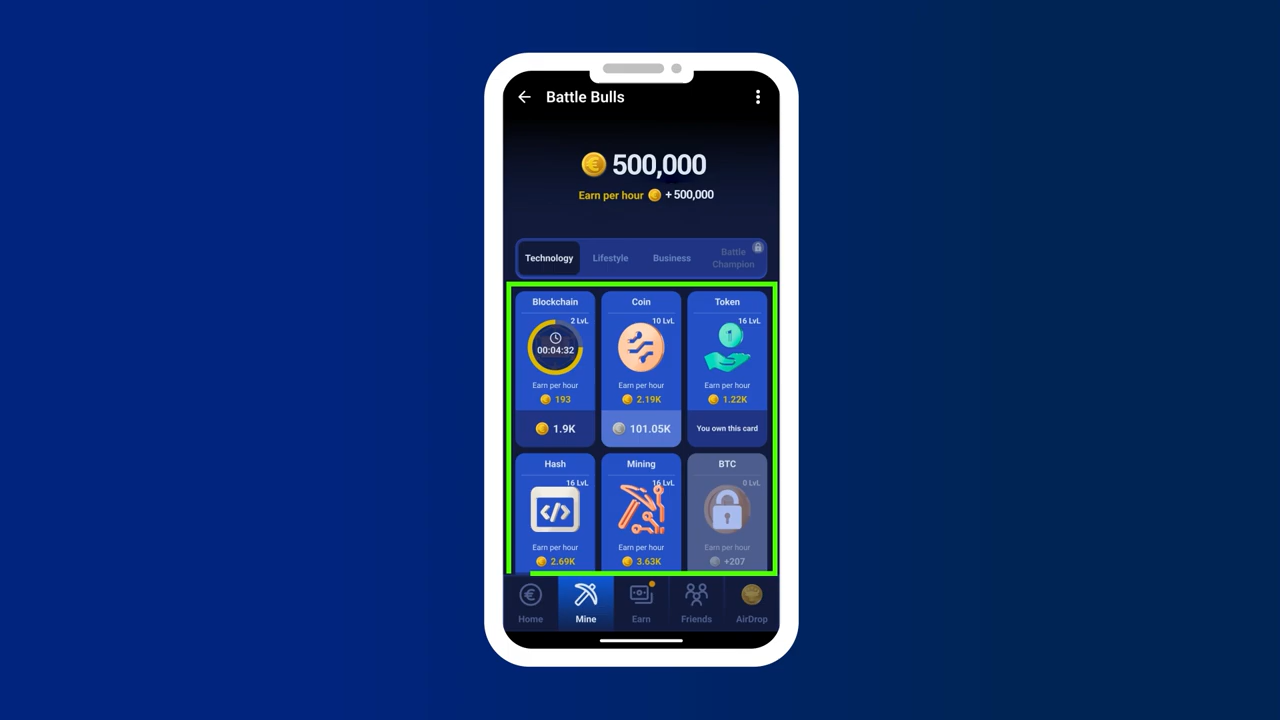 Battle Bulls
500,000
Earn per hour + 500,000
Technology
Lifestyle
Business
Battle
Champion
Blockchain
2 LvL
00:04:32
Earn per hour
193
1.9K
Coin
10 LvL
Earn per hour
2.19K
101.05K
Token
16 LvL
1
Earn per hour
1.22K
You own this card
Hash
16 LvL
</>
Earn per hour
2.69K
Mining
16 LvL
Earn per hour
3.63K
BTC
0 LvL
Earn per hour
+207
Home
Mine
Earn
Friends
AirDrop